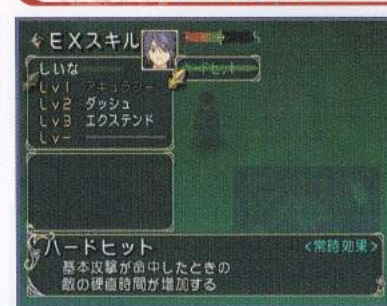 EXスキル
しいな
Lv1 アキュラシー
Lv2 ダッシュ
Lv3 エクステンド
Lv-
ハードヒット
ハードヒット <常時効果>
基本攻撃が命中したときの
敵の硬直時間が増加する